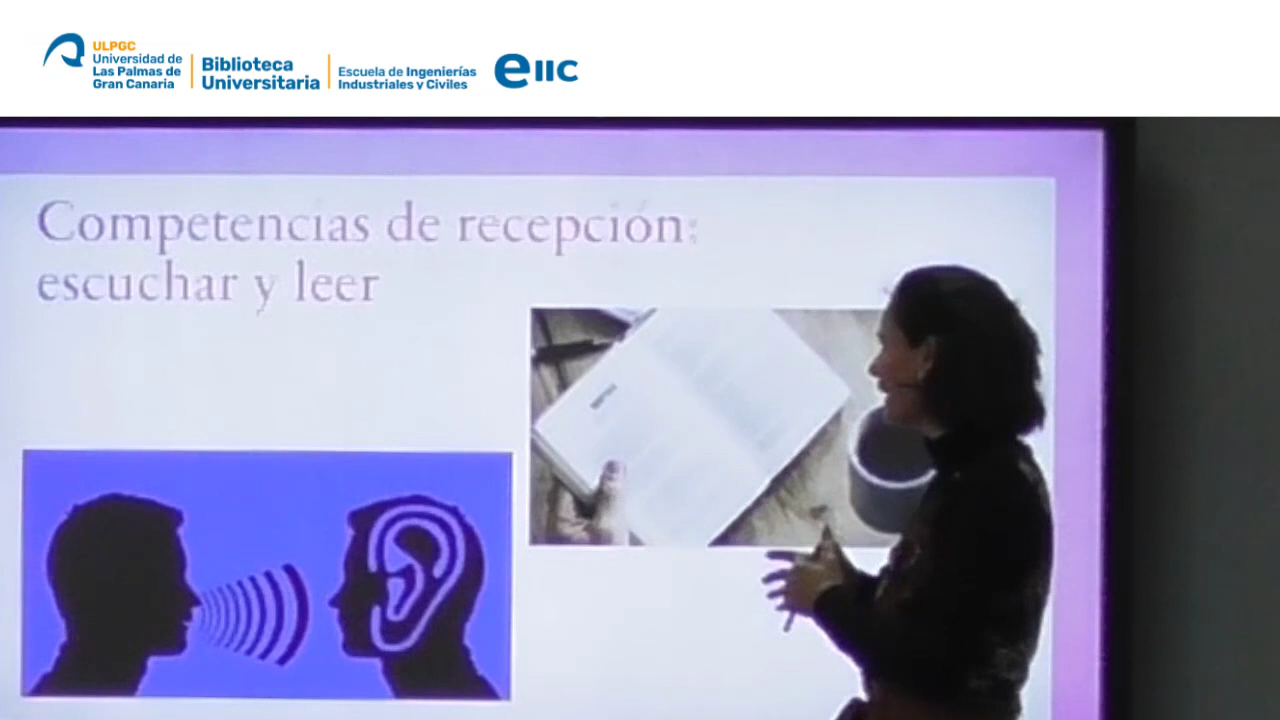 ULPGC
Universidad de
Las Palmas de
Gran Canaria
Biblioteca
Universitaria
Escuela de Ingenierías
Industriales y Civiles
eiic
Competencias de recepción:
escuchar y leer